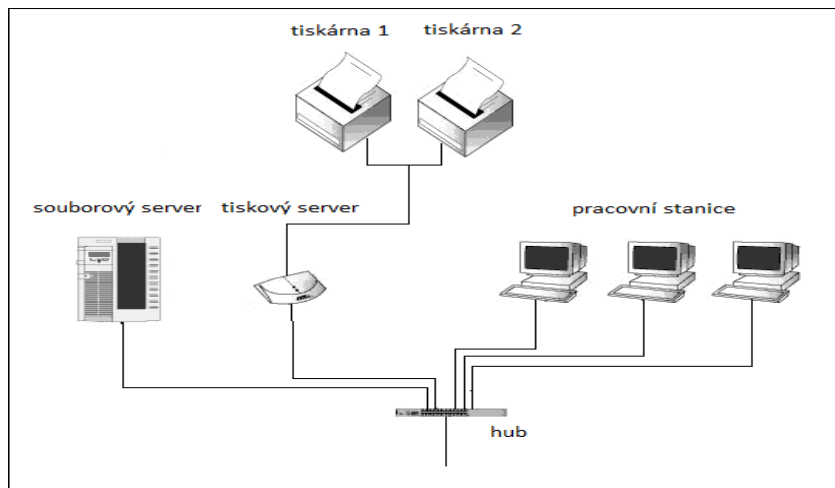 tiskárna 1
tiskárna 2
souborový server
tiskový server
pracovní stanice
hub